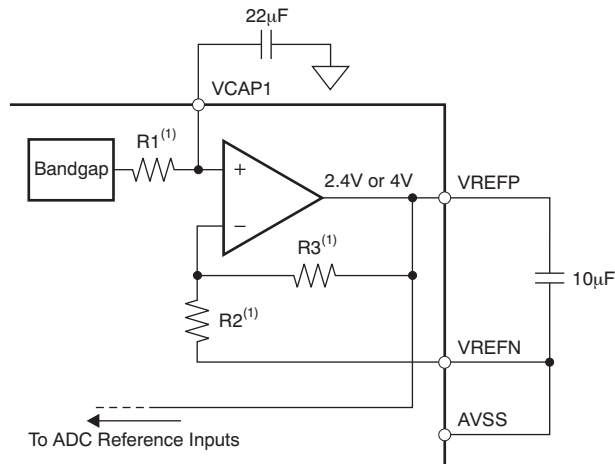 22μF
VCAP1
R1(1)
Bandgap
+
2.4V or 4V
VREFP
−
R3(1)
10μF
R2(1)
VREFN
AVSS
To ADC Reference Inputs